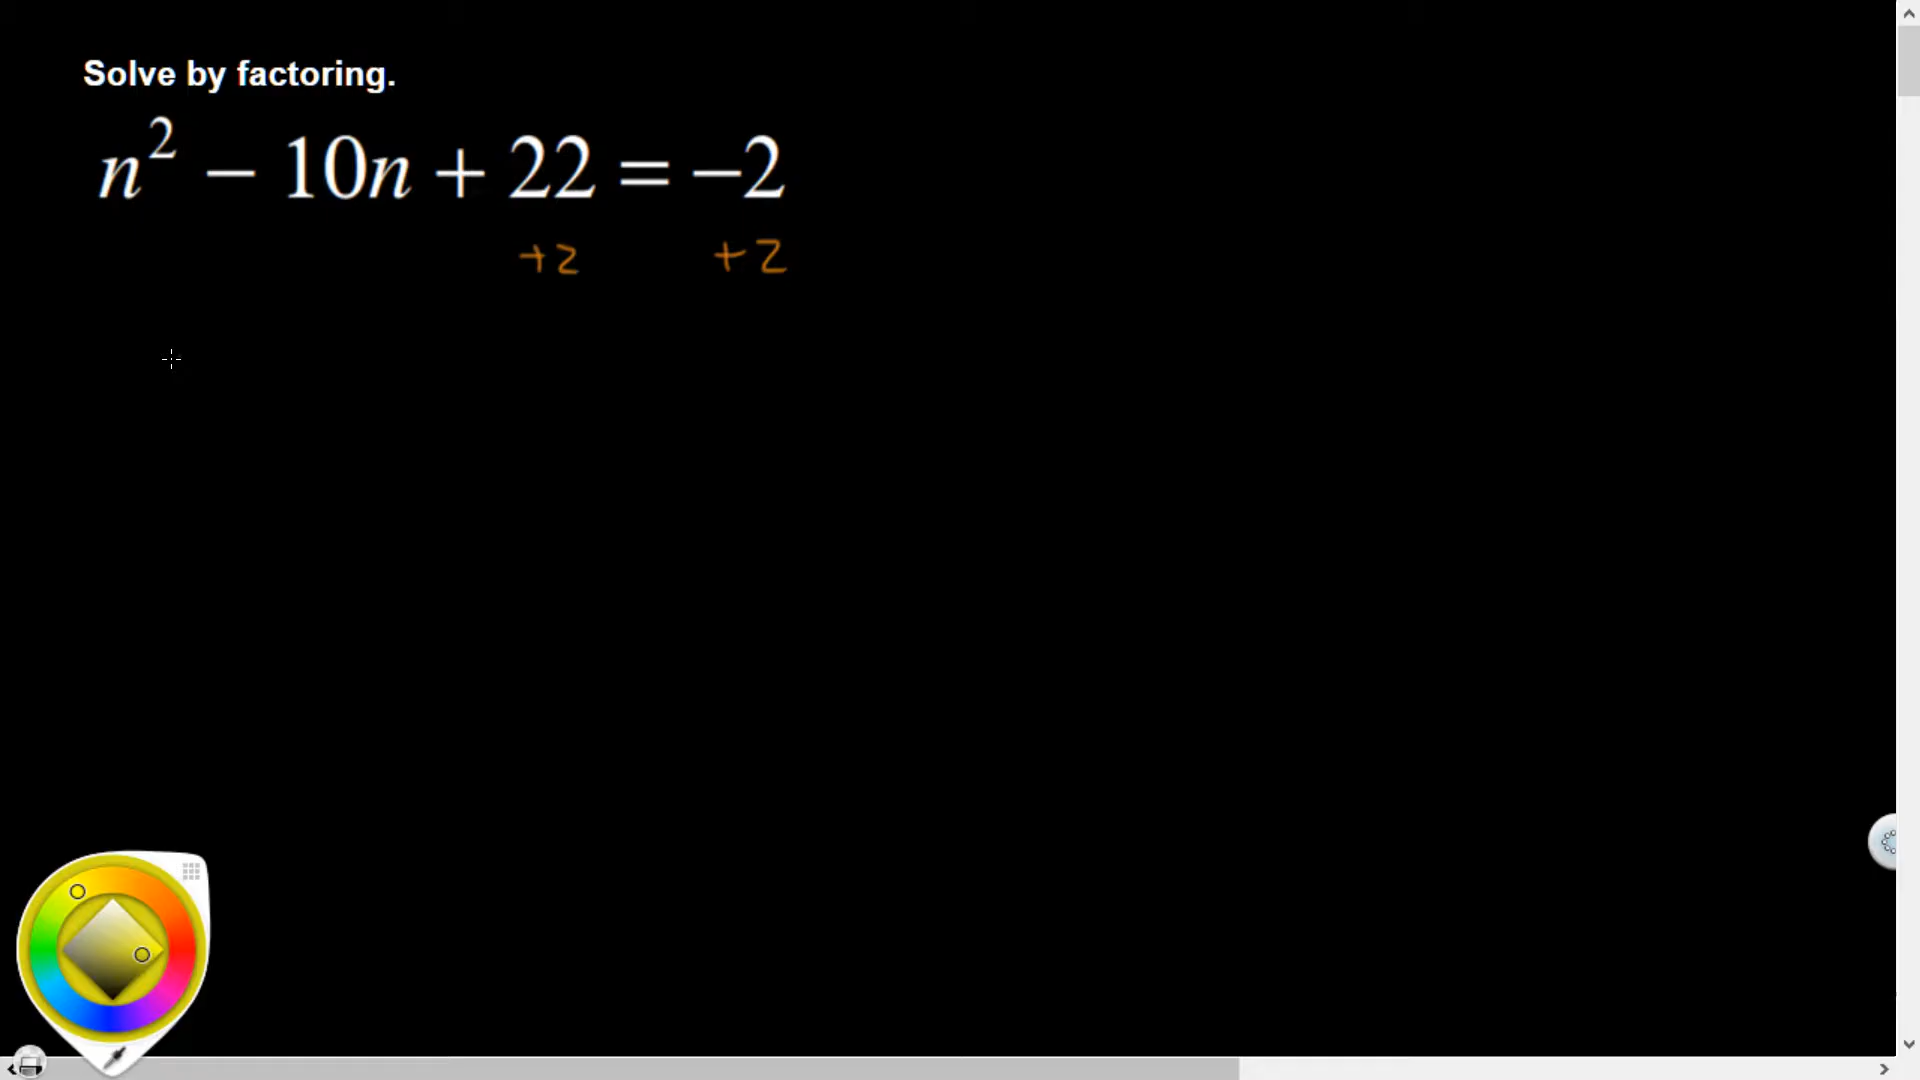 Solve by factoring.
n² − 10n + 22 = −2
+2 +2